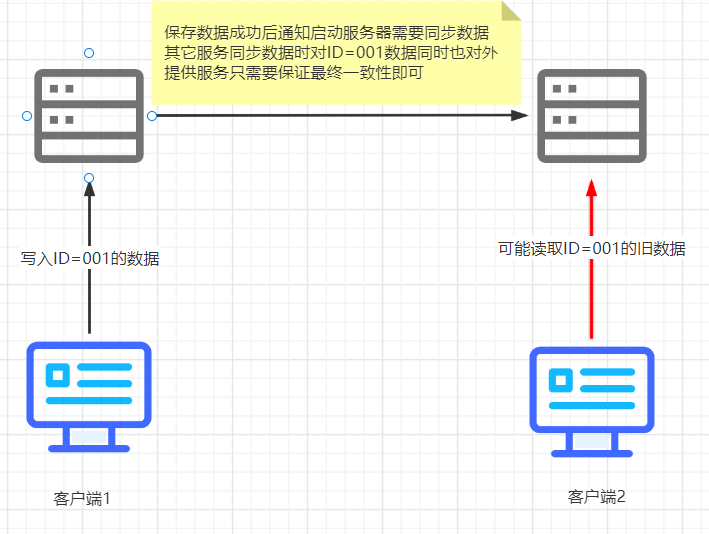 保存数据成功后通知启动服务器需要同步数据
其它服务同步数据时对ID=001数据同时也对外
提供服务只需要保证最终一致性即可
写入ID=001的数据
可能读取ID=001的旧数据
客户端1
客户端2